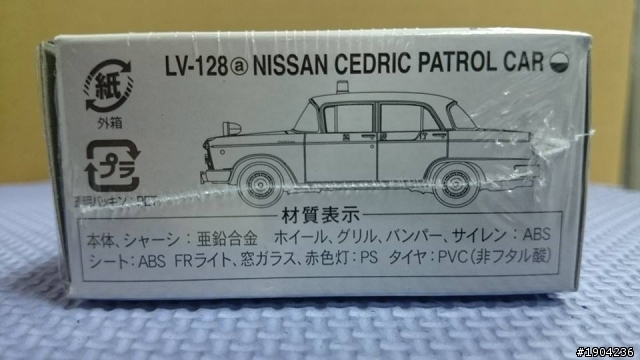 LV-128ⓐ NISSAN CEDRIC PATROL CAR
紙
外箱
プラ
材質表示
本体、シャーシ：亜鉛合金 ホイール、グリル、バンパー、サイレン：ABS
シート：ABS FRライト、窓ガラス、赤色灯：PS タイヤ：PVC（非フタル酸）
#1904236